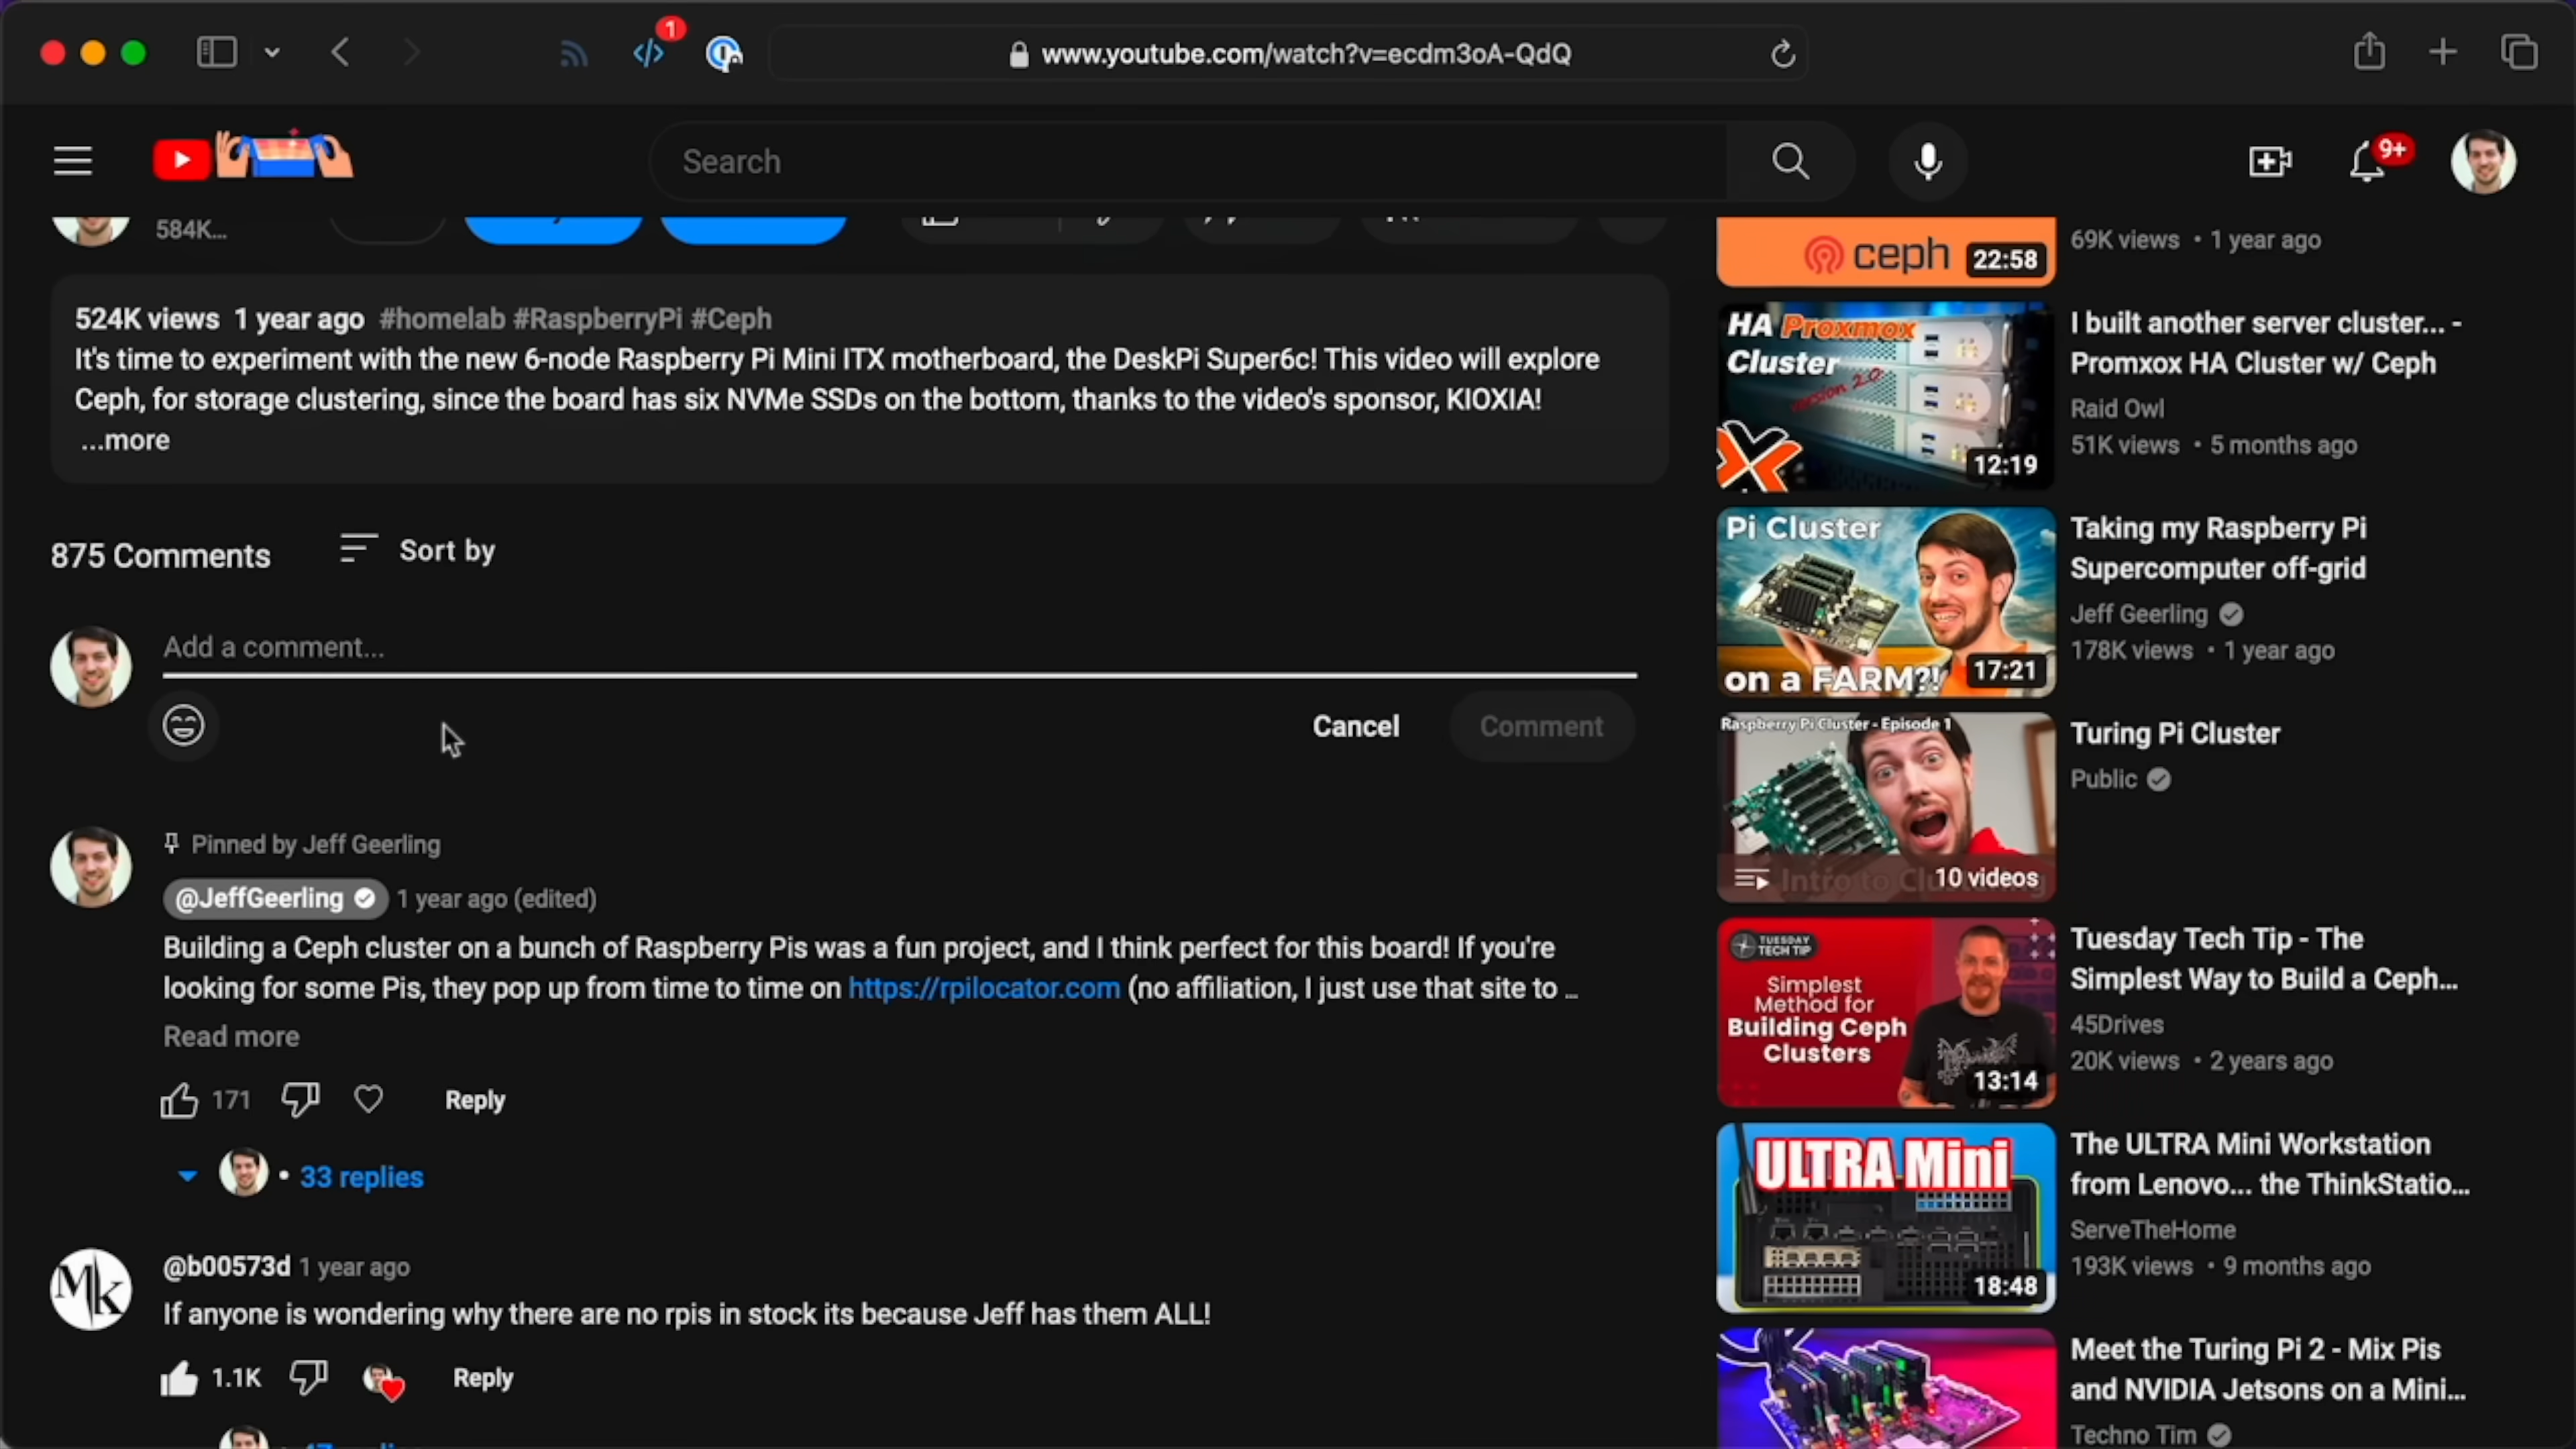 1
www.youtube.com/watch?v=ecdm3oA-QdQ
Search
9+
584K...
524K views 1 year ago #homelab #RaspberryPi #Ceph
It's time to experiment with the new 6-node Raspberry Pi Mini ITX motherboard, the DeskPi Super6c! This video will explore
Ceph, for storage clustering, since the board has six NVMe SSDs on the bottom, thanks to the video's sponsor, KIOXIA!
...more
875 Comments
Sort by
Add a comment...
Cancel
Comment
Pinned by Jeff Geerling
@JeffGeerling 1 year ago (edited)
Building a Ceph cluster on a bunch of Raspberry Pis was a fun project, and I think perfect for this board! If you're
looking for some Pis, they pop up from time to time on https://rpilocator.com (no affiliation, I just use that site to ...
Read more
171
Reply
33 replies
Mk
@b00573d 1 year ago
If anyone is wondering why there are no rpis in stock its because Jeff has them ALL!
1.1K
Reply
ceph
22:58
69K views • 1 year ago
HA Proxmox
Cluster
version 2.0
12:19
I built another server cluster... -
Promxox HA Cluster w/ Ceph
Raid Owl
51K views • 5 months ago
Pi Cluster
on a FARM?!
17:21
Taking my Raspberry Pi
Supercomputer off-grid
Jeff Geerling
178K views • 1 year ago
Raspberry Pi Cluster - Episode 1
Intro to
10 videos
Turing Pi Cluster
Public
TUESDAY
TECH TIP
Simplest
Method for
Building Ceph
Clusters
13:14
Tuesday Tech Tip - The
Simplest Way to Build a Ceph...
45Drives
20K views • 2 years ago
ULTRA Mini
18:48
The ULTRA Mini Workstation
from Lenovo... the ThinkStatio...
ServeTheHome
193K views • 9 months ago
Meet the Turing Pi 2 - Mix Pis
and NVIDIA Jetsons on a Mini...
Techno Tim